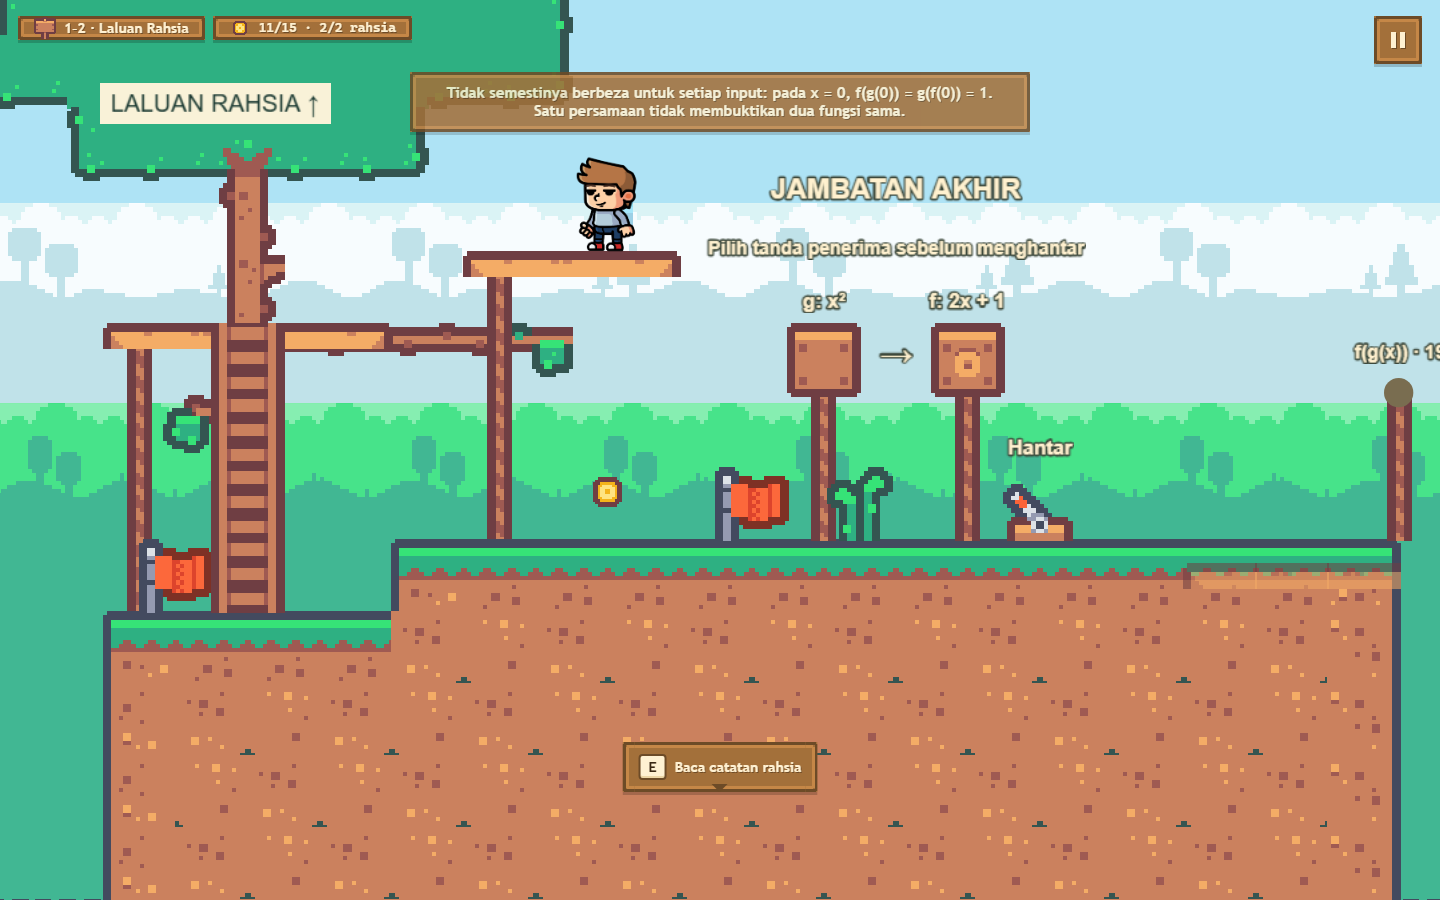 1-2 · Laluan Rahsia
11/15 · 2/2 rahsia
LALUAN RAHSIA ↑
Tidak semestinya berbeza untuk setiap input: pada x = 0, f(g(0)) = g(f(0)) = 1.
Satu persamaan tidak membuktikan dua fungsi sama.
JAMBATAN AKHIR
Pilih tanda penerima sebelum menghantar
g: x²
f: 2x + 1
→
f(g(x)) · 19
Hantar
E Baca catatan rahsia